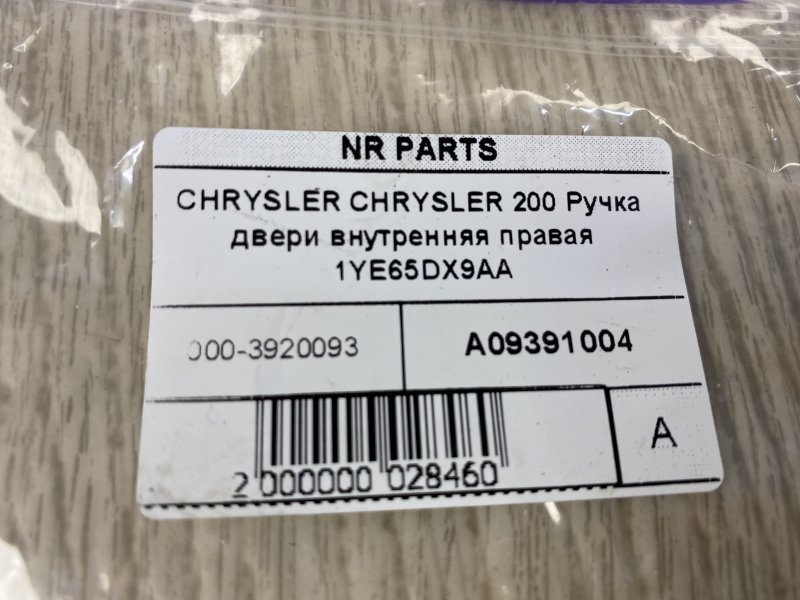 NR PARTS
CHRYSLER CHRYSLER 200 Ручка
двери внутренняя правая
1YE65DX9AA
000-3920093
A09391004
A
2 000000 028460